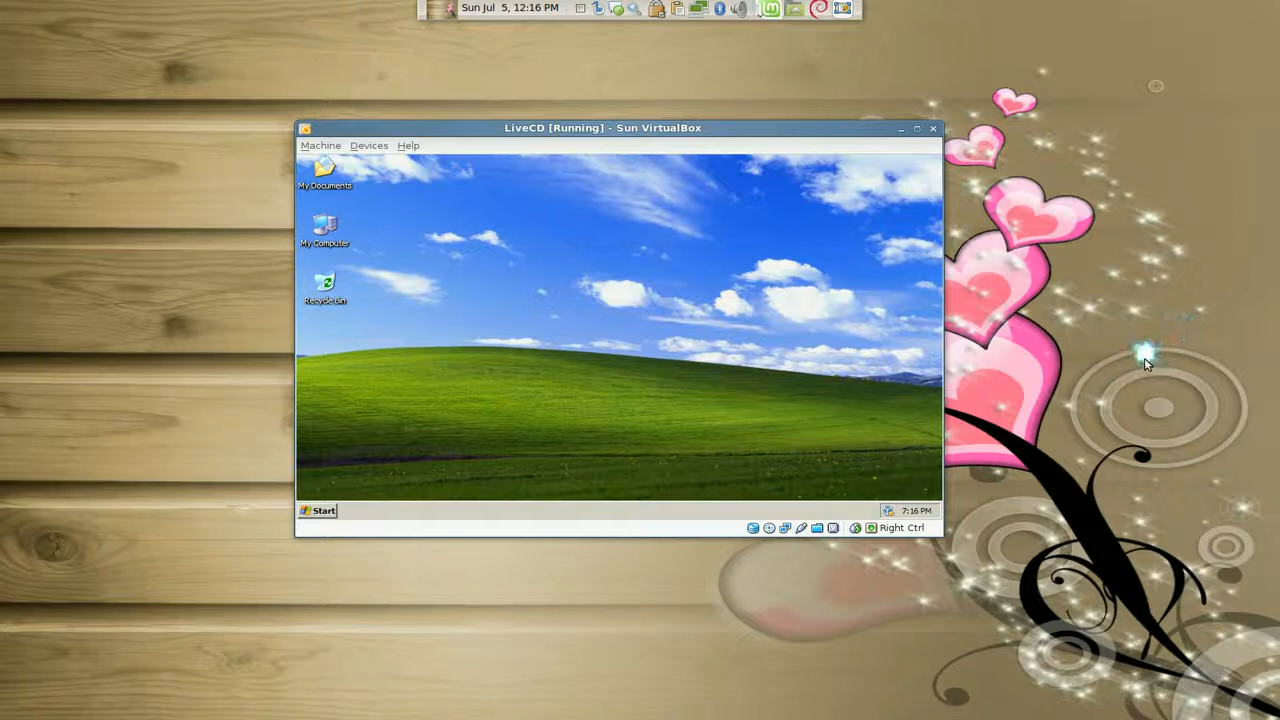 Sun Jul 5, 12:16 PM
LiveCD [Running] - Sun VirtualBox
Machine Devices Help
My Documents
My Computer
Recycle Bin
Start
7:16 PM
Right Ctrl